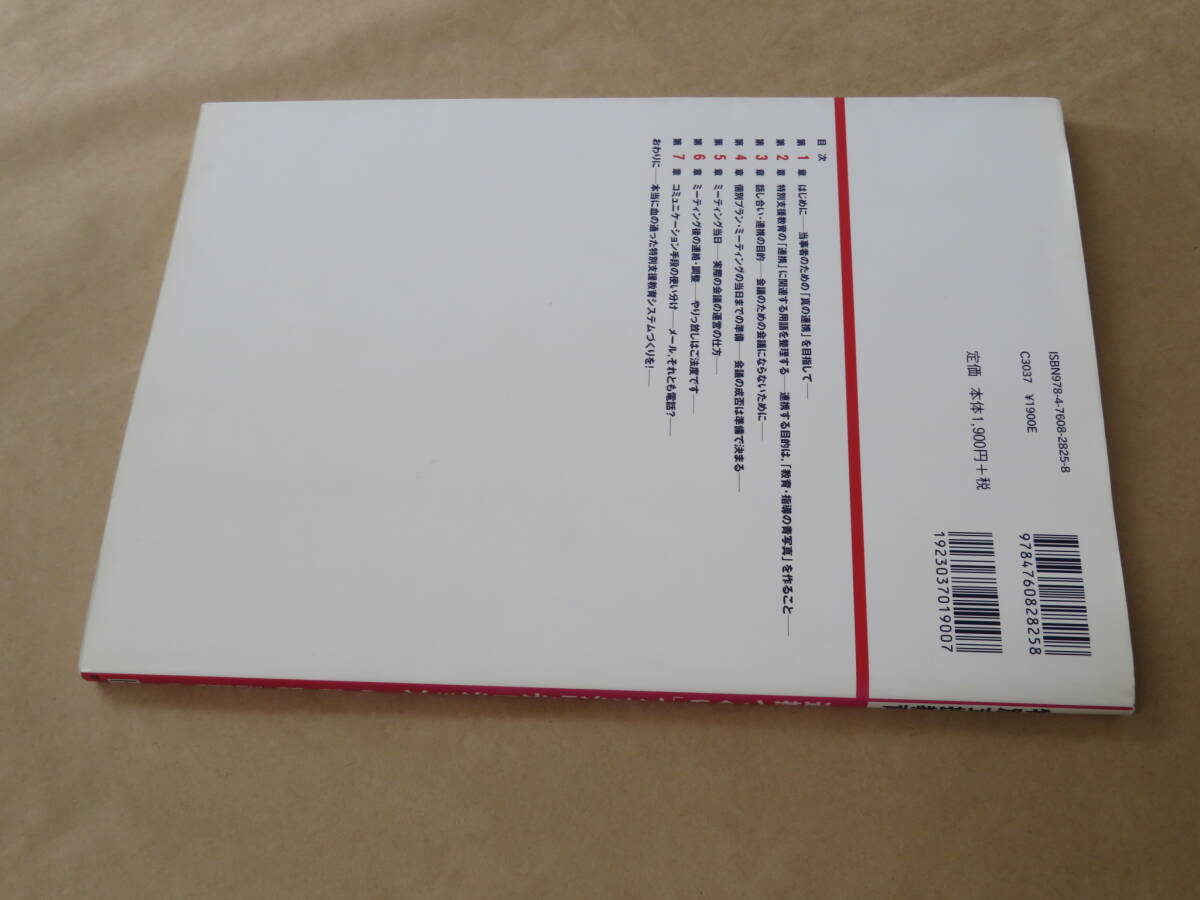 ISBN978-4-7608-2825-8
C3037 ¥1900E
定価 本体1,900円+税
9784760828258
1923037019007
目次
第1章 はじめに──当事者のための「真の連携」を目指して──
第2章 特別支援教育の「連携」に関連する用語を整理する──連携する目的は,「教育・指導の青写真」を作ること──
第3章 話し合い・連携の目的──会議のための会議にならないために──
第4章 個別プラン・ミーティングの当日までの準備──会議の成否は準備で決まる──
第5章 ミーティング当日──実際の会議の運営の仕方──
第6章 ミーティング後の連絡・調整──やりっ放しはご法度です──
第7章 コミュニケーション手段の使い分け──メール,それとも電話?──
おわりに──本当に血の通った特別支援教育システムづくりを!──